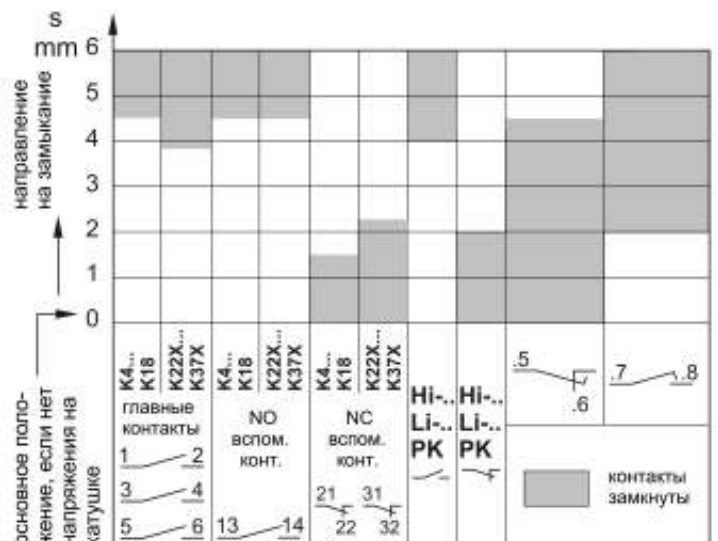 s
mm 6
5
4
3
2
1
0
направление
на замыкание
основное поло-
жение, если нет
напряжения на
катушке
K4...
K18
K22X...
K37X
K4...
K18
K22X...
K37X
K4...
K18
K22X...
K37X
главные
контакты
1 2
3 4
5 6
NO
вспом.
конт.
13 14
NC
вспом.
конт.
21 31
22 32
Hi-..
Li-..
PK
Hi-..
Li-..
PK
.5
.6
.7 .8
контакты
замкнуты